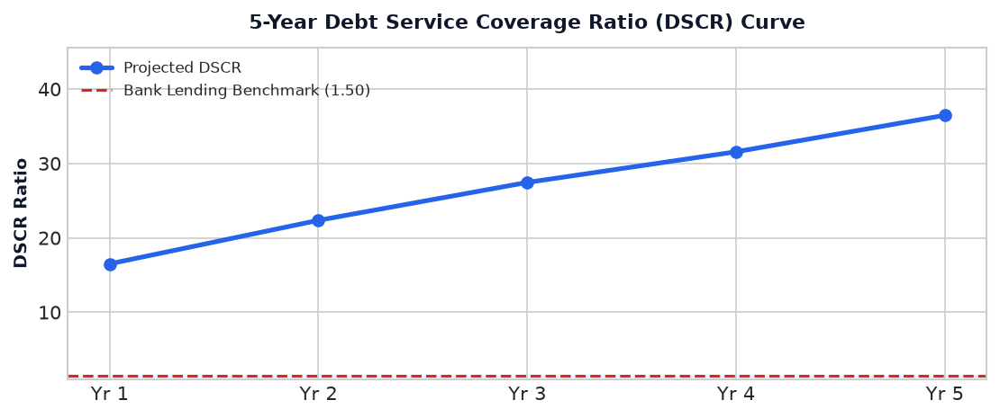 5-Year Debt Service Coverage Ratio (DSCR) Curve
Projected DSCR
Bank Lending Benchmark (1.50)
DSCR Ratio
40
30
20
10
Yr 1
Yr 2
Yr 3
Yr 4
Yr 5